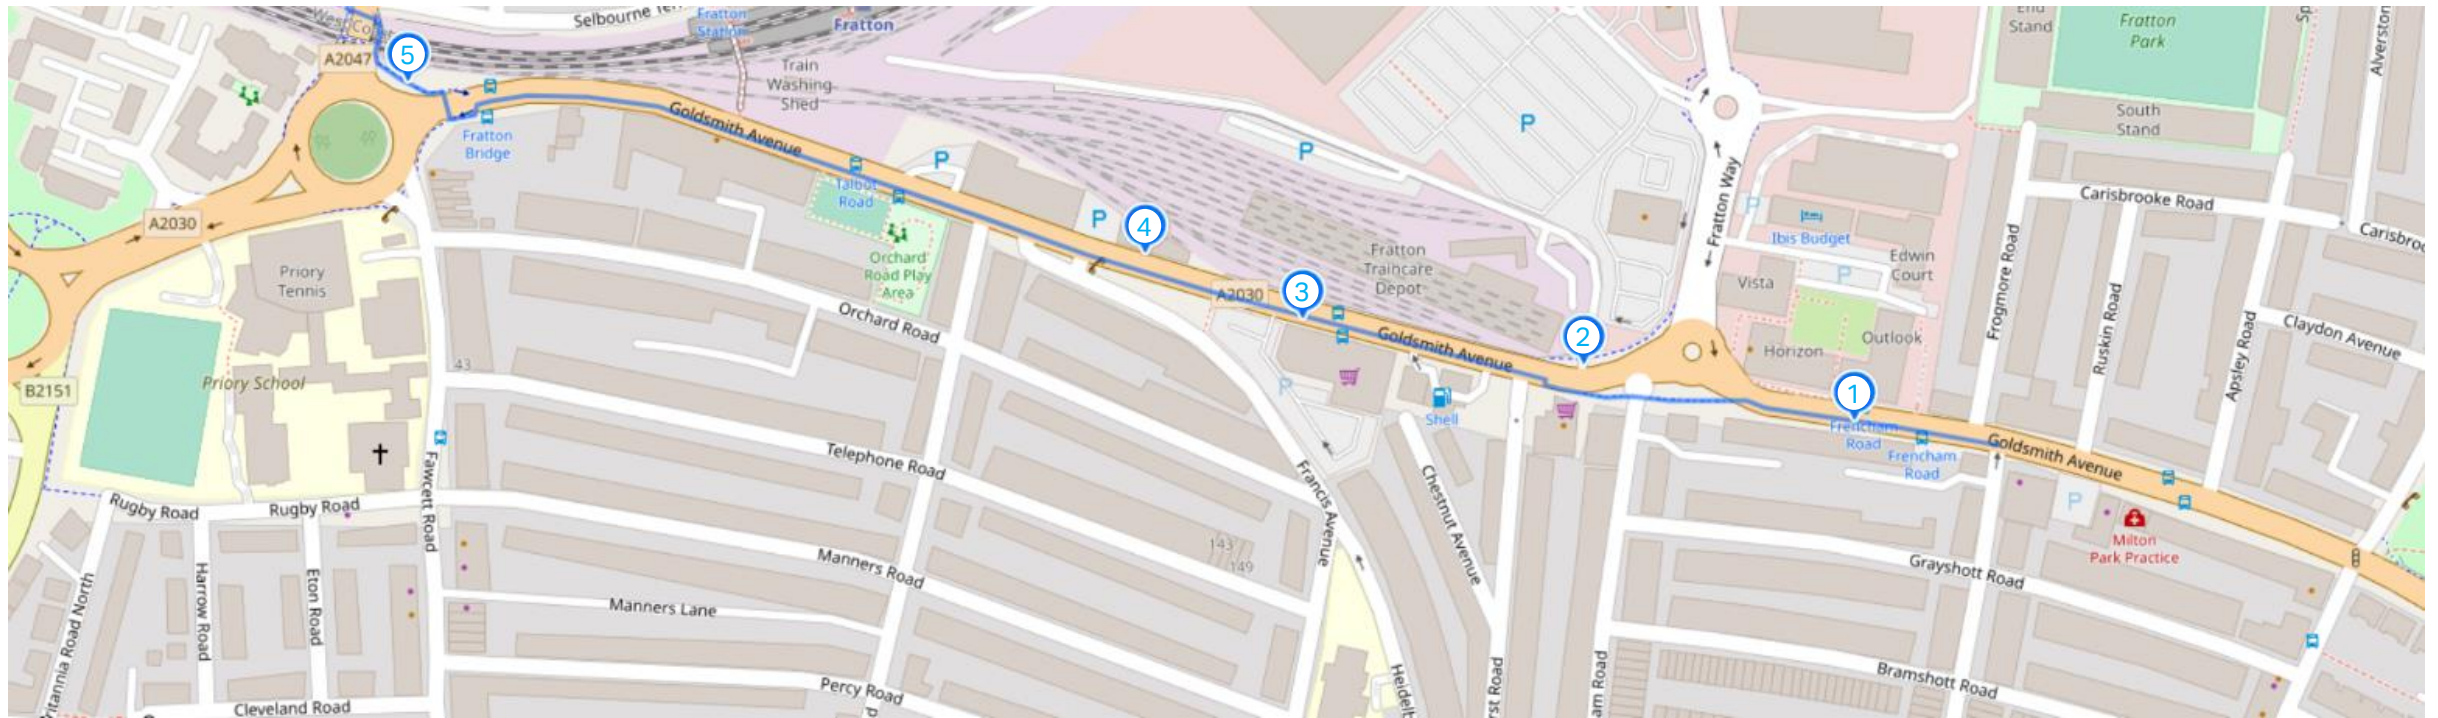 Selbourne
Fratton
Station
Fratton
End
Stand
Fratton
Park
A2047
5
Train
Washing
Shed
P
South
Stand
Goldsmith Avenue
Fratton
Bridge
P
P
Talbot
Road
A2030
P
4
Fratton Way
P
Ibis Budget
Carisbrooke Road
Priory
Tennis
Orchard
Road Play
Area
Fratton
Traincare
Depot
Edwin
Court
Vista
P
A2030
3
Goldsmith Avenue
2
Orchard Road
Horizon
Outlook
Frogmore Road
Ruskin Road
Apsley Road
Claydon Avenue
43
Priory School
B2151
P
Shell
1
Frencham
Road
Frencham
Road
Goldsmith Avenue
Telephone Road
Fawcett Road
Francis Avenue
Chestnut Avenue
Rugby Road
Rugby Road
P
Milton
Park Practice
143
149
Manners Road
Grayshott Road
Harrow Road
Eton Road
Manners Lane
Percy Road
Bramshott Road
Cleveland Road